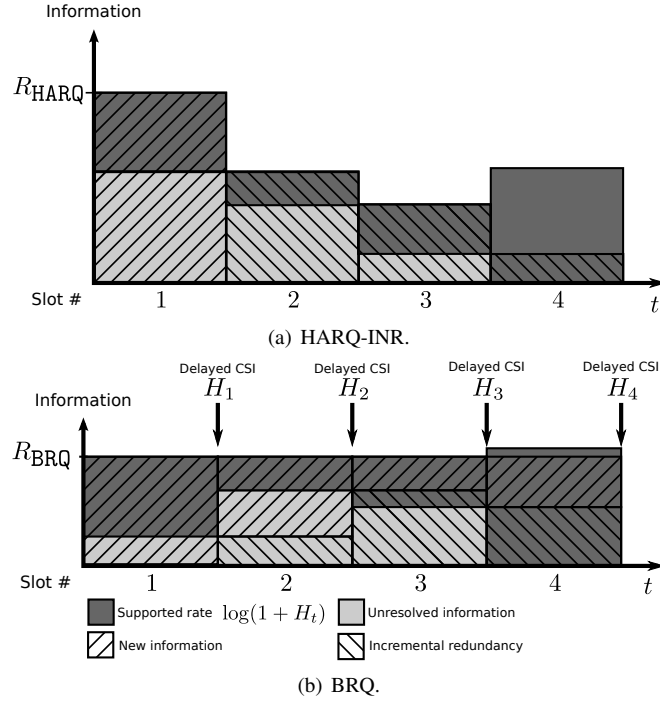 Information
R_HARQ
Slot # 1 2 3 4 t
(a) HARQ-INR.
Delayed CSI Delayed CSI Delayed CSI Delayed CSI
H_1 H_2 H_3 H_4
Information
R_BRQ
Slot # 1 2 3 4 t
Supported rate log(1 + H_t) Unresolved information
New information Incremental redundancy
(b) BRQ.